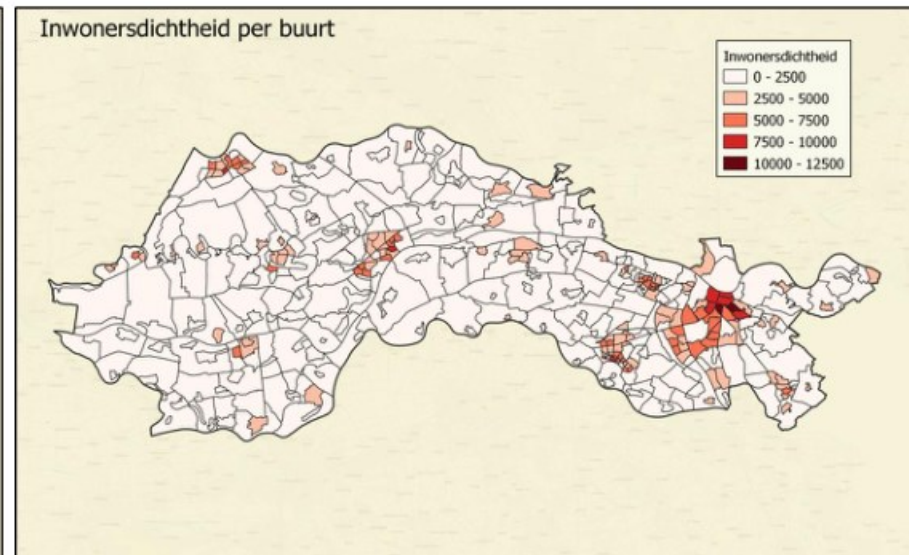 Inwonersdichtheid per buurt
Inwonersdichtheid
0 - 2500
2500 - 5000
5000 - 7500
7500 - 10000
10000 - 12500